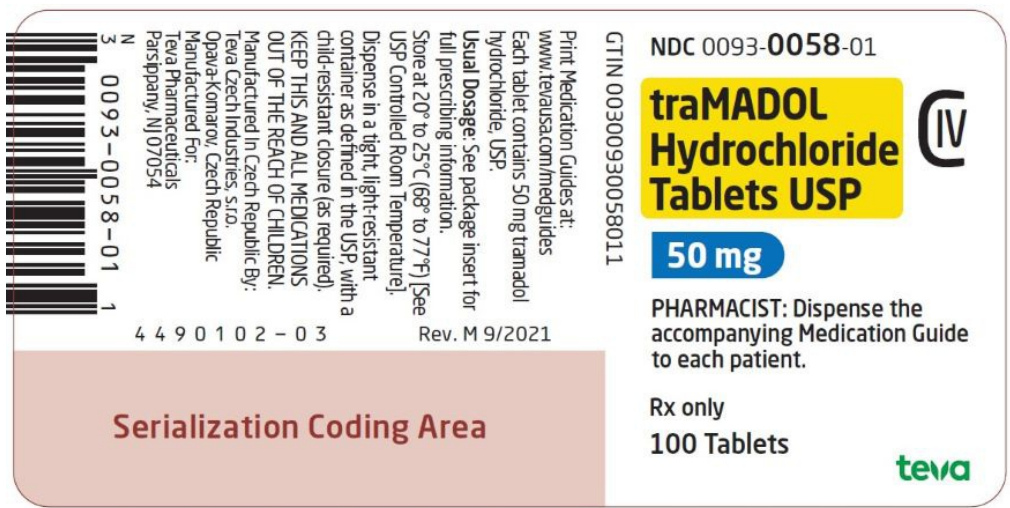 NDC 0093-0058-01
traMADOL
Hydrochloride
Tablets USP
CIV
50 mg
PHARMACIST: Dispense the
accompanying Medication Guide
to each patient.
Rx only
100 Tablets
teva
GTIN 00300930058011
Print Medication Guides at:
www.tevausa.com/medguides
Each tablet contains 50 mg tramadol
hydrochloride, USP.
Usual Dosage: See package insert for
full prescribing information.
Store at 20° to 25°C (68° to 77°F) [See
USP Controlled Room Temperature].
Dispense in a tight, light-resistant
container as defined in the USP, with a
child-resistant closure (as required).
KEEP THIS AND ALL MEDICATIONS
OUT OF THE REACH OF CHILDREN.
Manufactured In Czech Republic By:
Teva Czech Industries, s.r.o.
Opava-Komarov, Czech Republic
Manufactured For:
Teva Pharmaceuticals
Parsippany, NJ 07054
N
3 0093-0058-01 1
4490102-03
Rev. M 9/2021
Serialization Coding Area